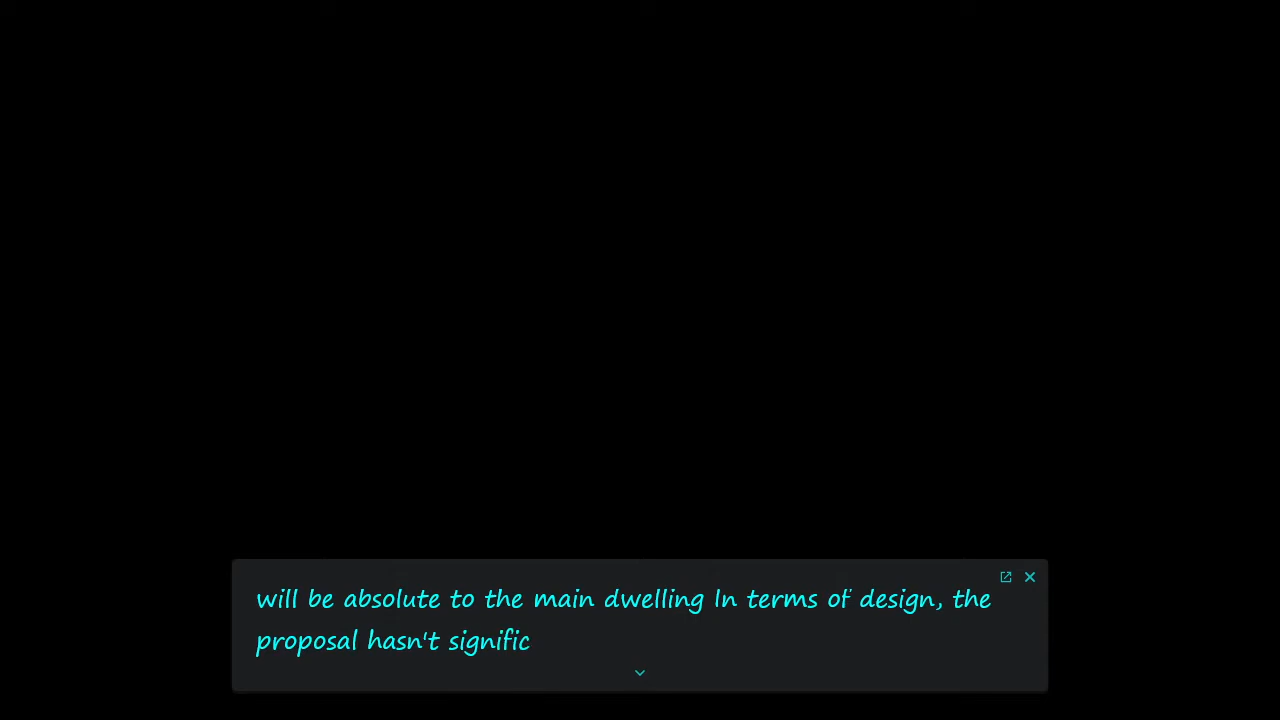 will be absolute to the main dwelling In terms of design, the
proposal hasn't signific